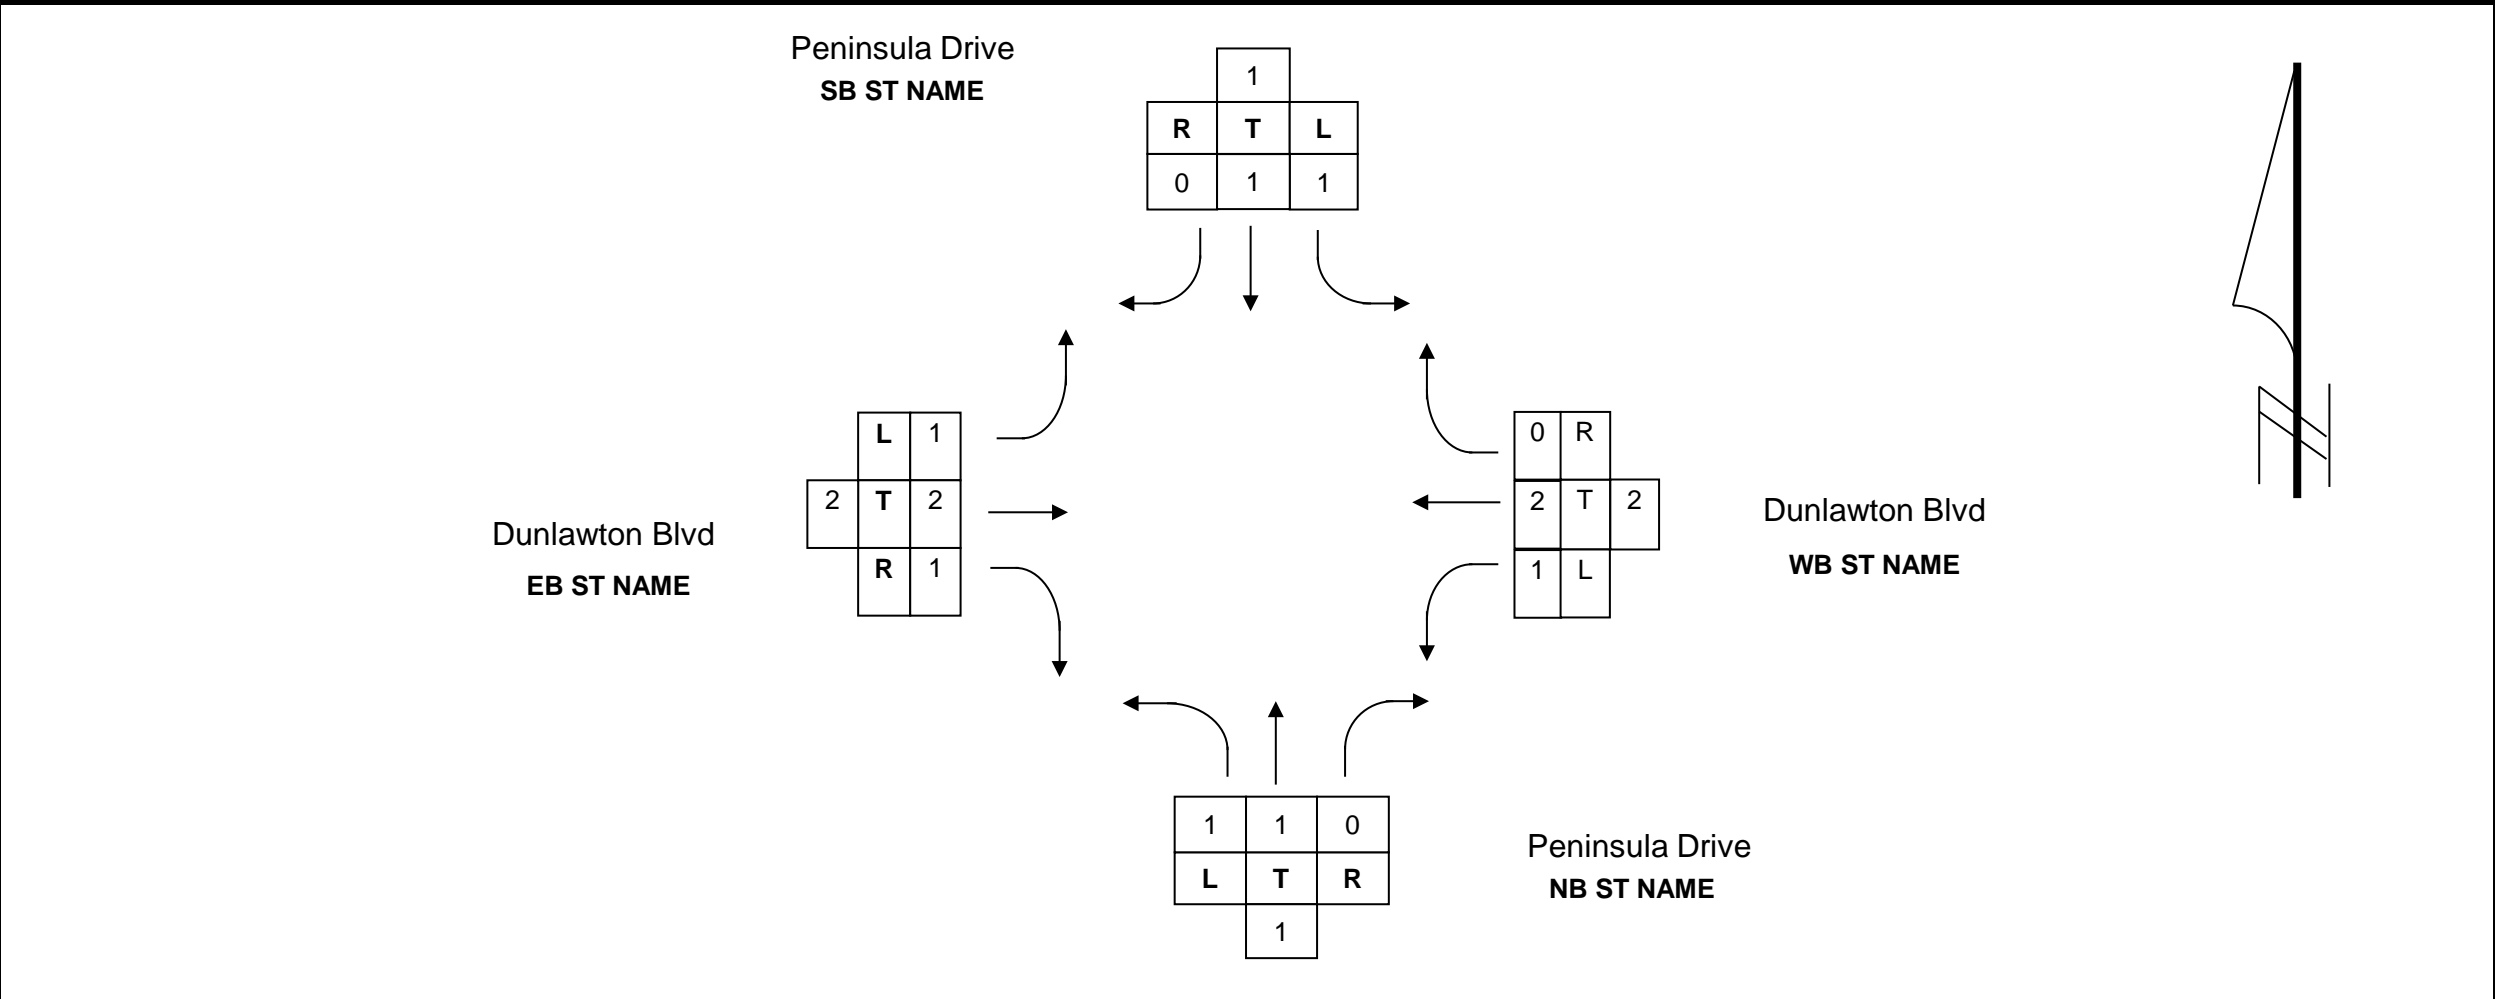 Peninsula Drive
SB ST NAME
1
R T L
0 1 1
L 1
2 T 2
R 1
Dunlawton Blvd
EB ST NAME
0 R
2 T 2
1 L
Dunlawton Blvd
WB ST NAME
1 1 0
L T R
1
Peninsula Drive
NB ST NAME